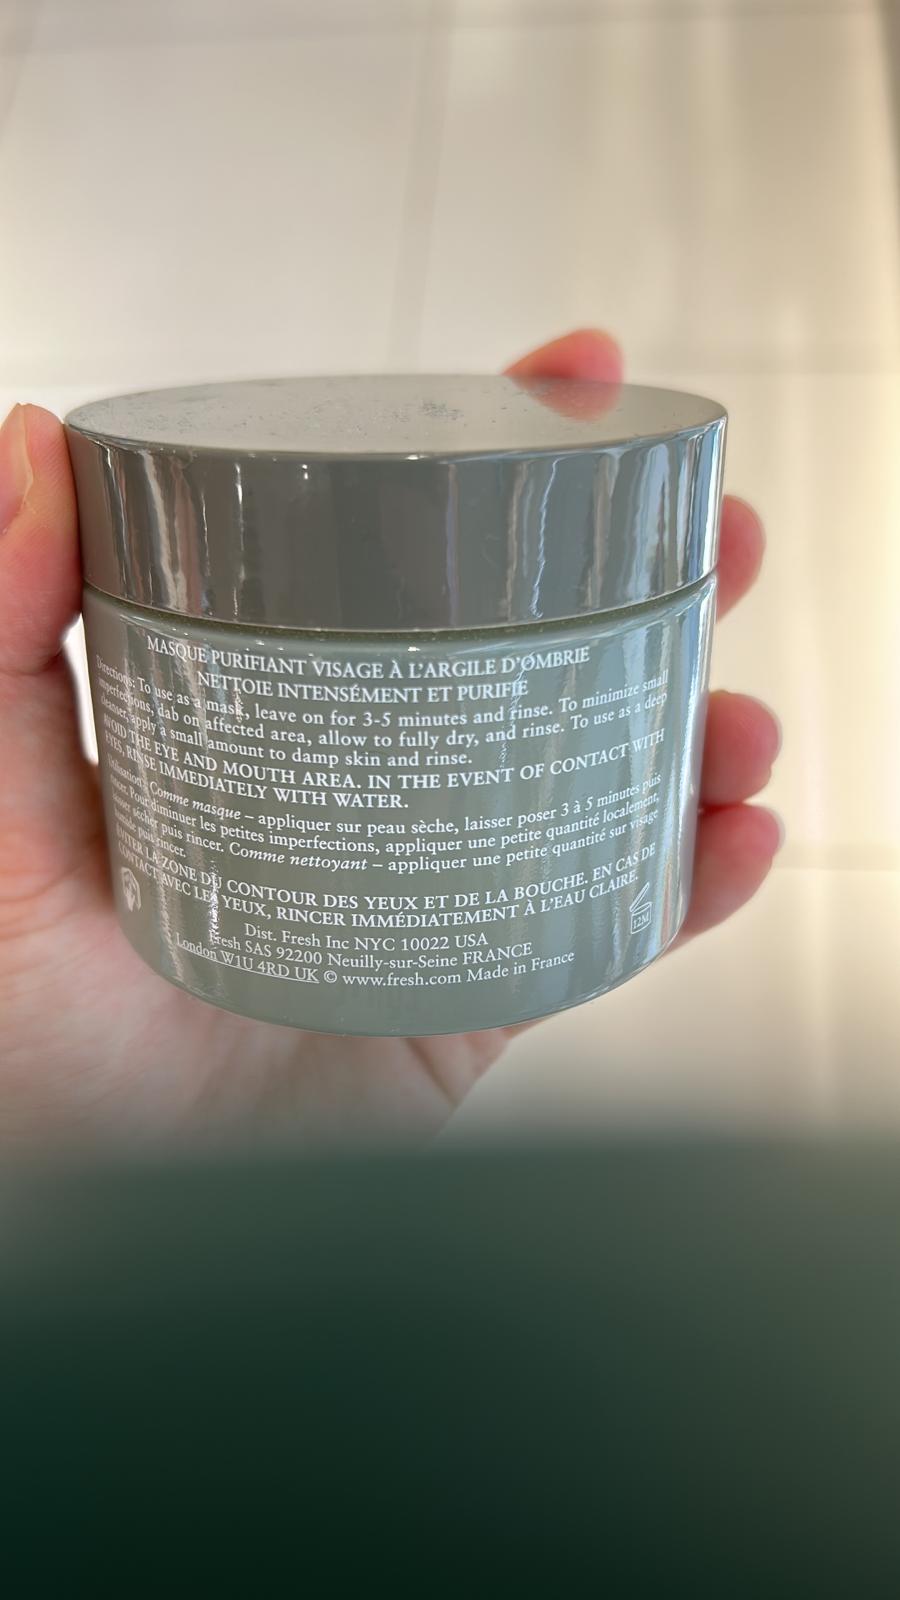 MASQUE PURIFIANT VISAGE À L'ARGILE D'OMBRIE
NETTOIE INTENSÉMENT ET PURIFIE
Directions: To use as a mask, leave on for 3-5 minutes and rinse. To minimize small
imperfections, dab on affected area, allow to fully dry, and rinse. To use as a deep
cleanser, apply a small amount to damp skin and rinse.
AVOID THE EYE AND MOUTH AREA. IN THE EVENT OF CONTACT WITH
EYES, RINSE IMMEDIATELY WITH WATER.
Utilisation: Comme masque – appliquer sur peau sèche, laisser poser 3 à 5 minutes puis
rincer. Pour diminuer les petites imperfections, appliquer une petite quantité localement,
laisser sécher puis rincer. Comme nettoyant – appliquer une petite quantité sur visage
humide puis rincer.
ÉVITER LA ZONE DU CONTOUR DES YEUX ET DE LA BOUCHE. EN CAS DE
CONTACT AVEC LES YEUX, RINCER IMMÉDIATEMENT À L'EAU CLAIRE.
12M
Dist. Fresh Inc NYC 10022 USA
Fresh SAS 92200 Neuilly-sur-Seine FRANCE
London W1U 4RD UK © www.fresh.com Made in France